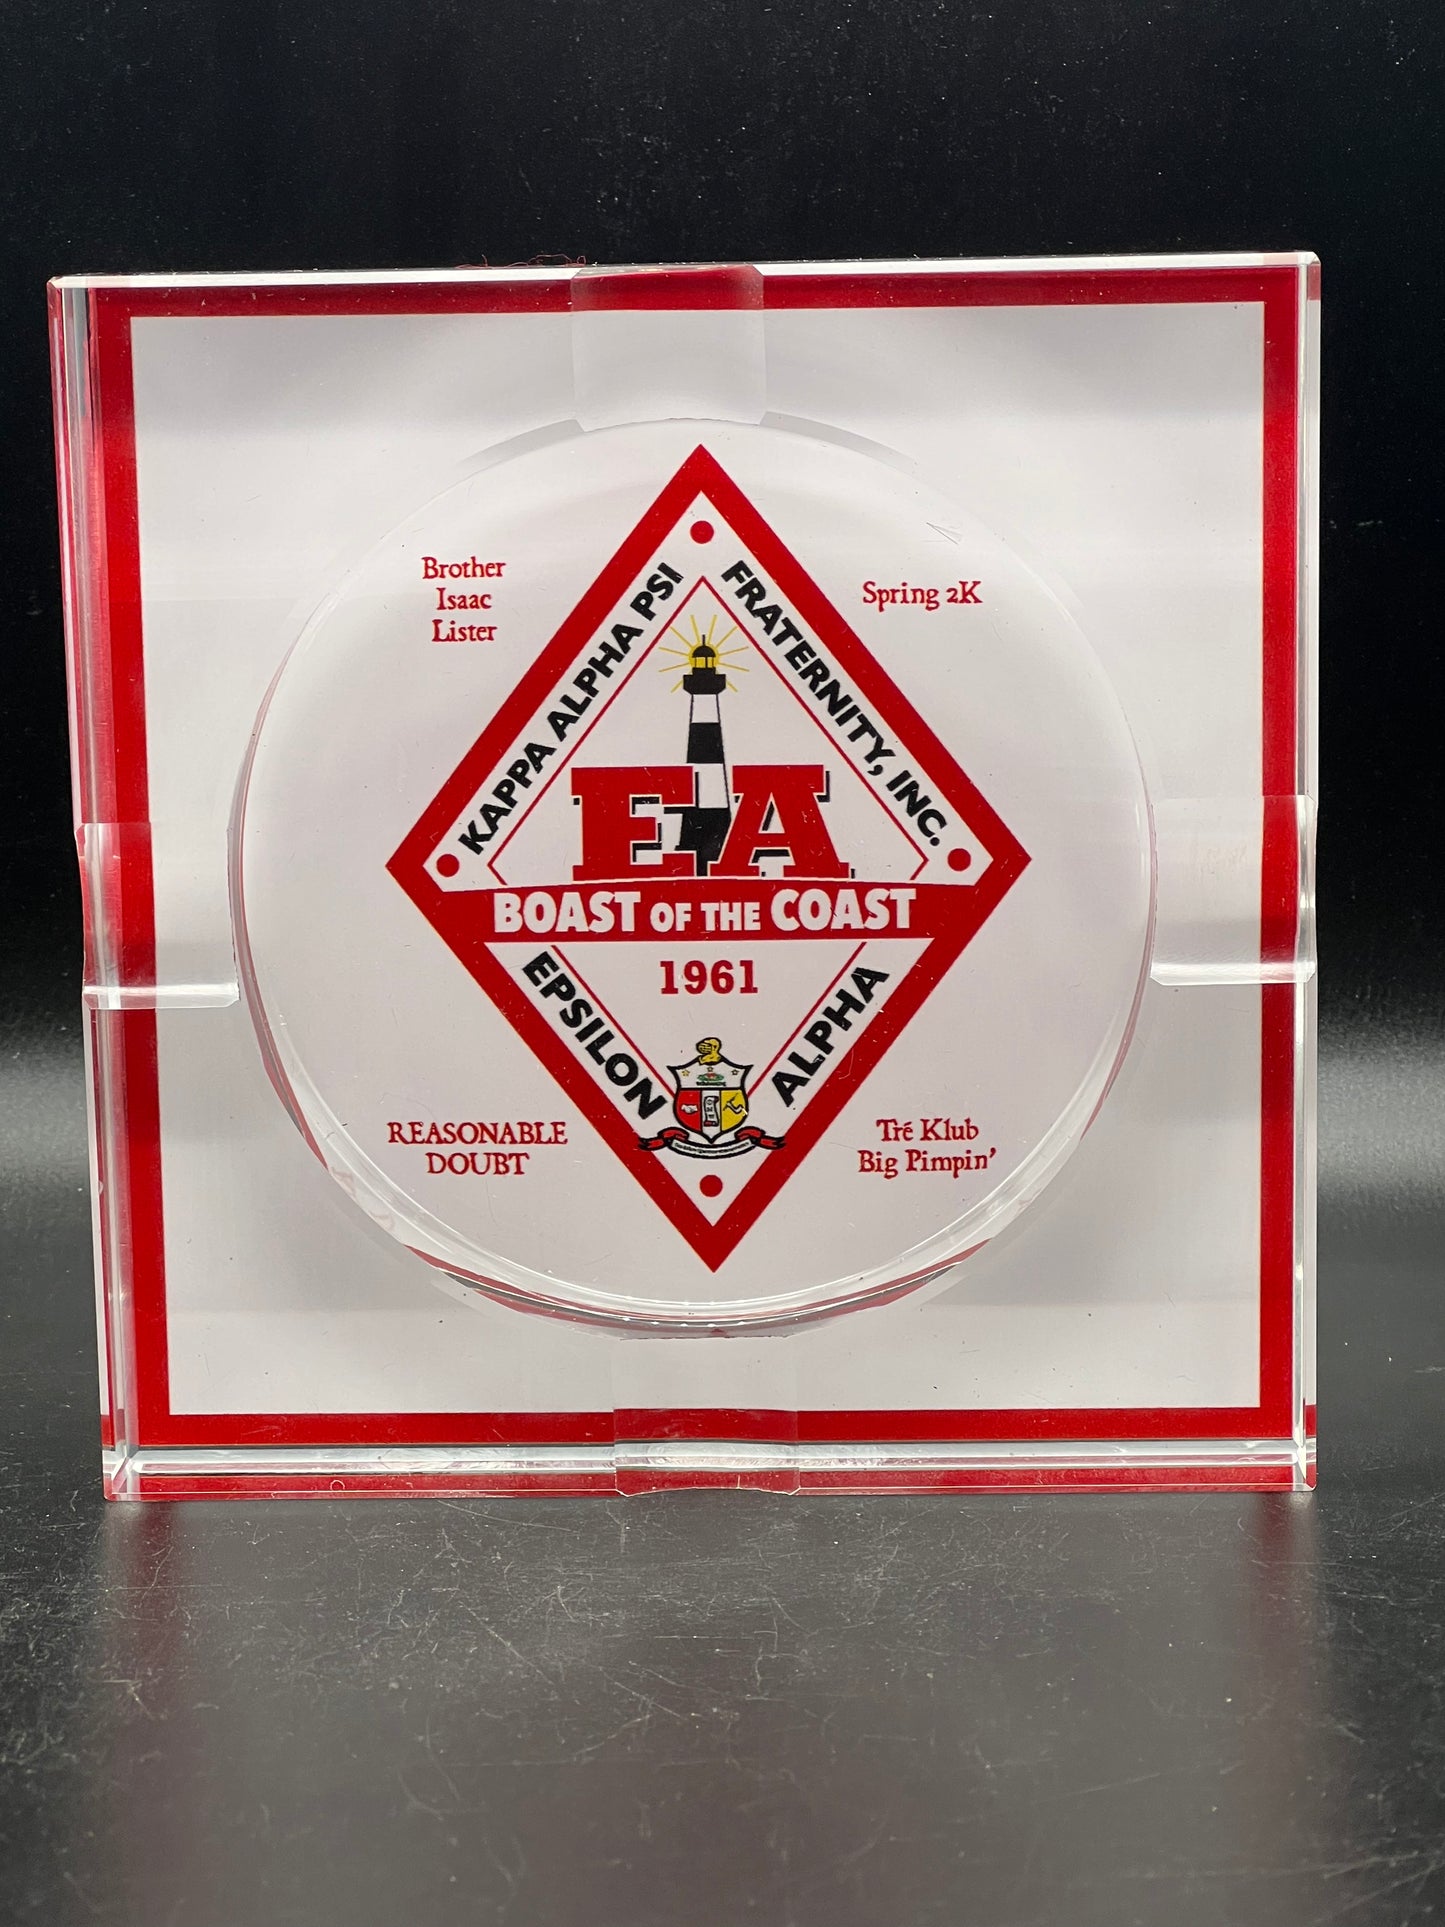 Brother
Isaac
Lister
Spring 2K
KAPPA ALPHA PSI
FRATERNITY, INC.
EA
BOAST OF THE COAST
1961
EPSILON
ALPHA
REASONABLE
DOUBT
Tré Klub
Big Pimpin'